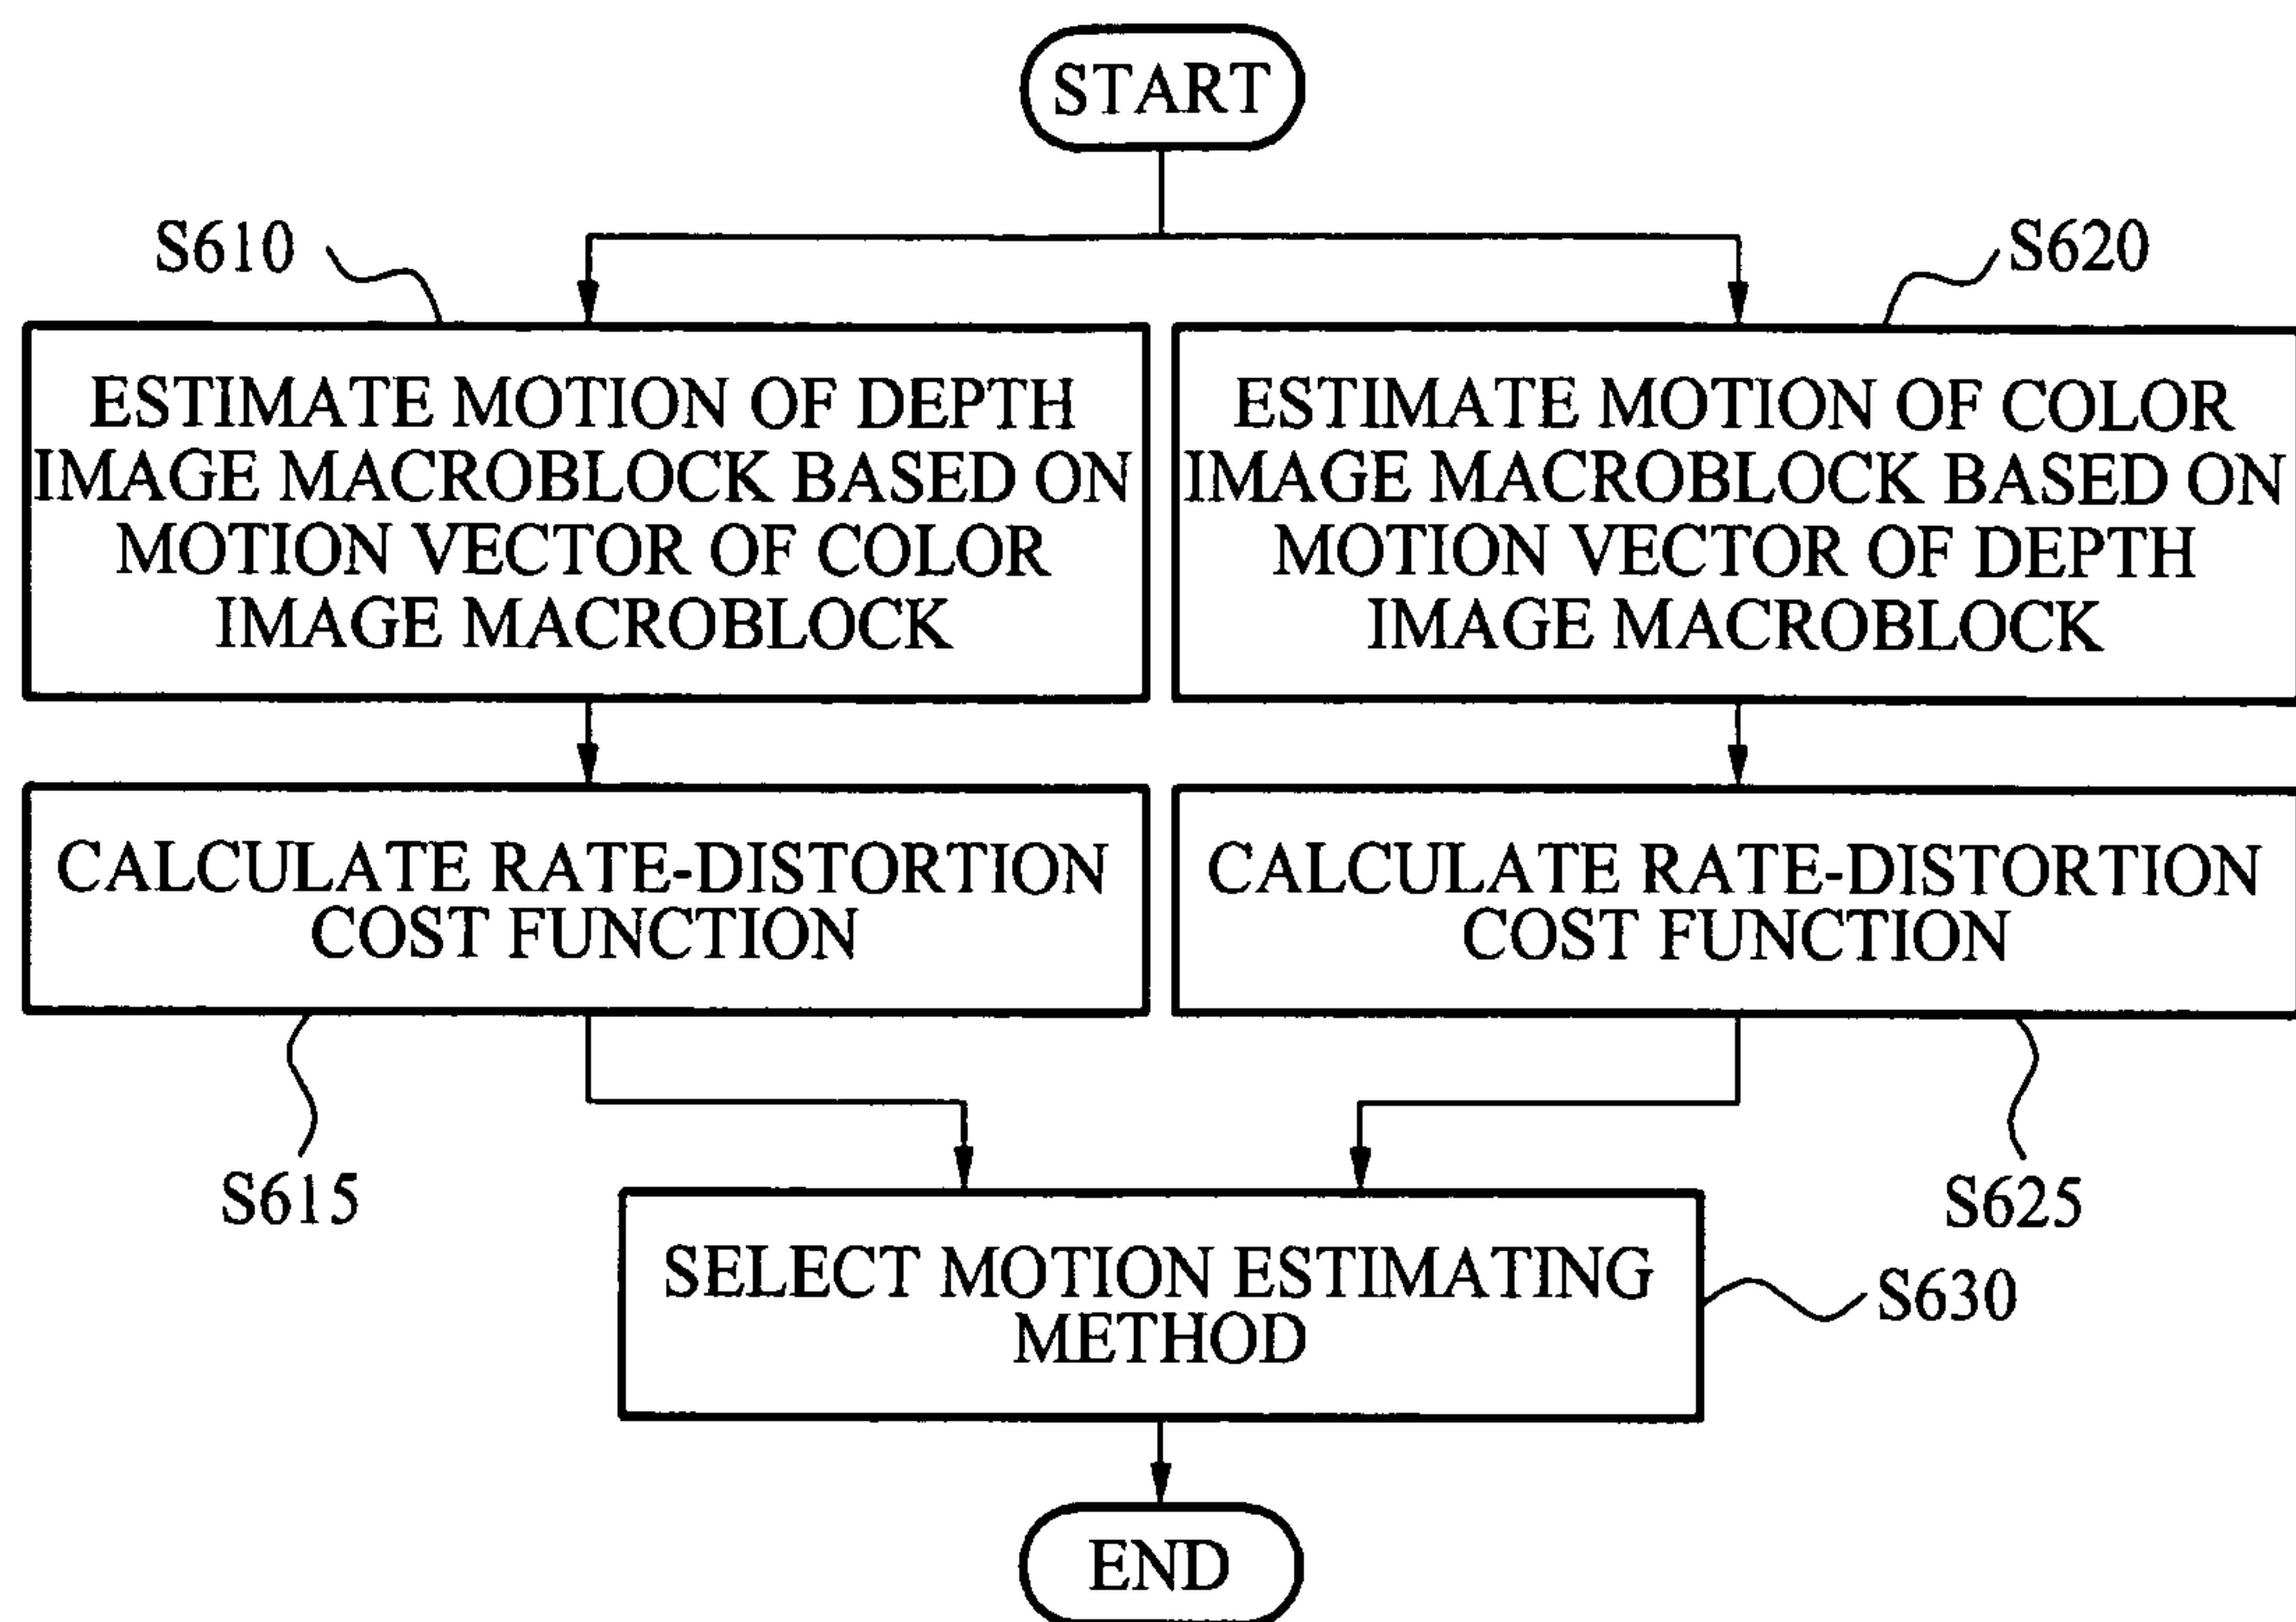 START
S610
S620
ESTIMATE MOTION OF DEPTH
IMAGE MACROBLOCK BASED ON
MOTION VECTOR OF COLOR
IMAGE MACROBLOCK
ESTIMATE MOTION OF COLOR
IMAGE MACROBLOCK BASED ON
MOTION VECTOR OF DEPTH
IMAGE MACROBLOCK
CALCULATE RATE-DISTORTION
COST FUNCTION
CALCULATE RATE-DISTORTION
COST FUNCTION
S615
S625
SELECT MOTION ESTIMATING
METHOD
S630
END